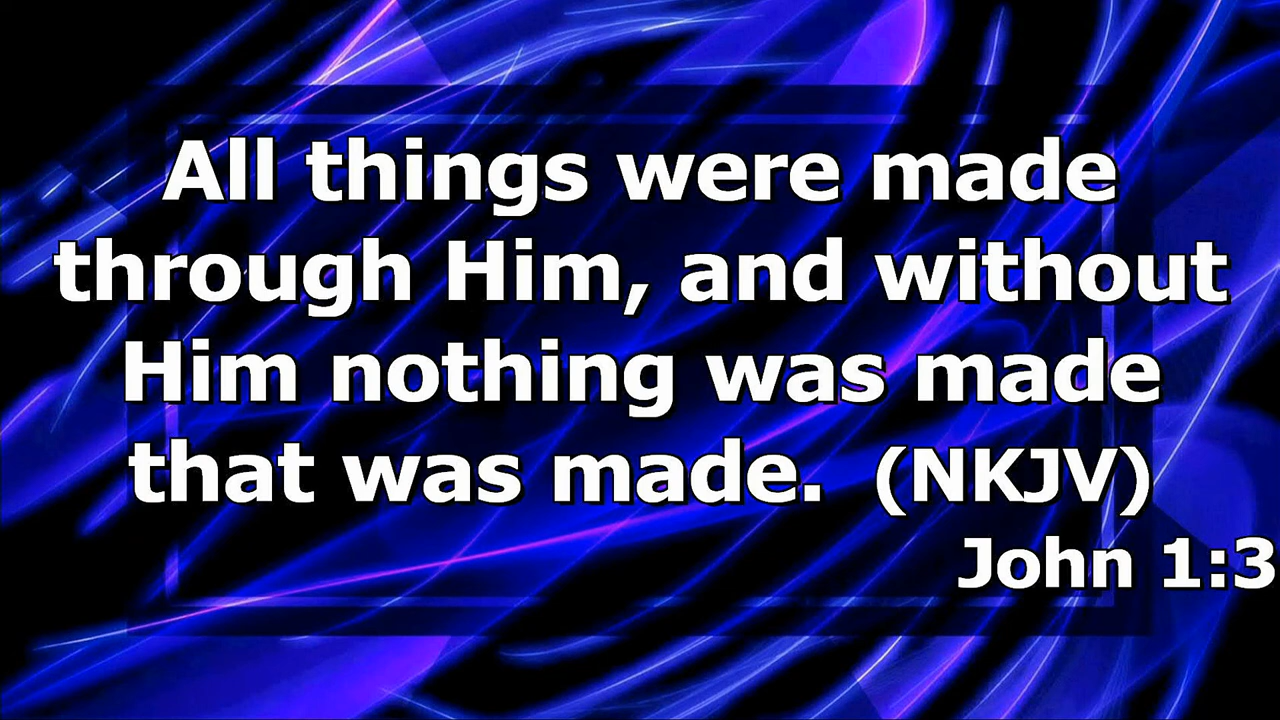 All things were made
through Him, and without
Him nothing was made
that was made.  (NKJV)
John 1:3